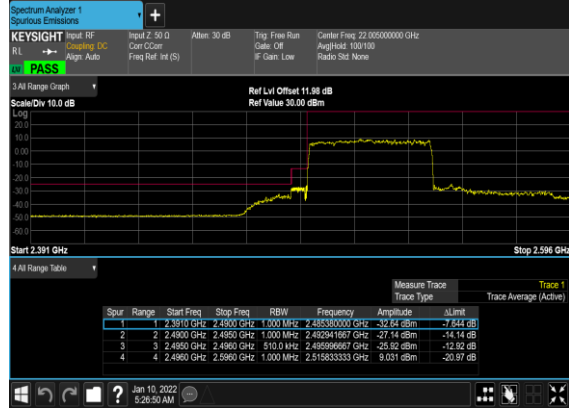 Spectrum Analyzer 1
Spurious Emissions
+
KEYSIGHT Input: RF Input Z: 50 Ω Atten: 30 dB Trig: Free Run Center Freq: 22.005000000 GHz
RL Coupling: DC Corr CCorr Gate: Off Avg|Hold: 100/100
Align: Auto Freq Ref: Int (S) IF Gain: Low Radio Std: None
PASS
3 All Range Graph
Ref Lvl Offset 11.98 dB
Scale/Div 10.0 dB Ref Value 30.00 dBm
Log
20.0
10.0
0.00
-10.0
-20.0
-30.0
-40.0
-50.0
-60.0
Start 2.391 GHz Stop 2.596 GHz
4 All Range Table
Measure Trace Trace 1
Trace Type Trace Average (Active)
Spur Range Start Freq Stop Freq RBW Frequency Amplitude ΔLimit
1 1 2.3910 GHz 2.4900 GHz 1.000 MHz 2.485380000 GHz -32.64 dBm -7.644 dB
2 2 2.4900 GHz 2.4950 GHz 1.000 MHz 2.492941667 GHz -27.14 dBm -14.14 dB
3 3 2.4950 GHz 2.4960 GHz 510.0 kHz 2.495996667 GHz -25.92 dBm -12.92 dB
4 4 2.4960 GHz 2.5960 GHz 1.000 MHz 2.515833333 GHz 9.031 dBm -20.97 dB
? Jan 10, 2022
5:26:50 AM